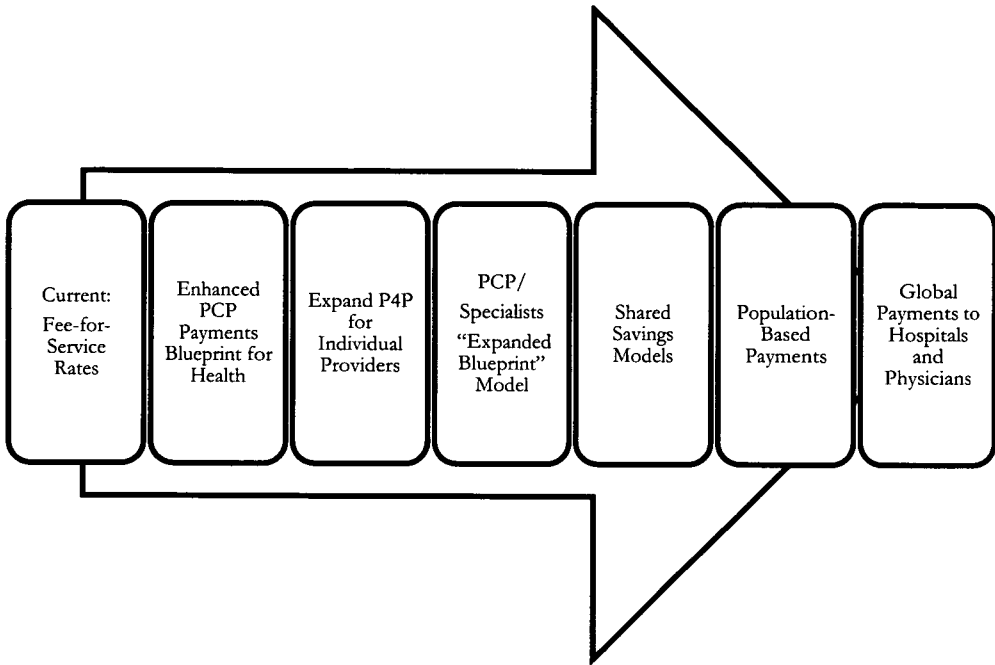 Current:
Fee-for-
Service
Rates
Enhanced
PCP
Payments
Blueprint for
Health
Expand P4P
for
Individual
Providers
PCP/
Specialists
“Expanded
Blueprint”
Model
Shared
Savings
Models
Population-
Based
Payments
Global
Payments to
Hospitals
and
Physicians